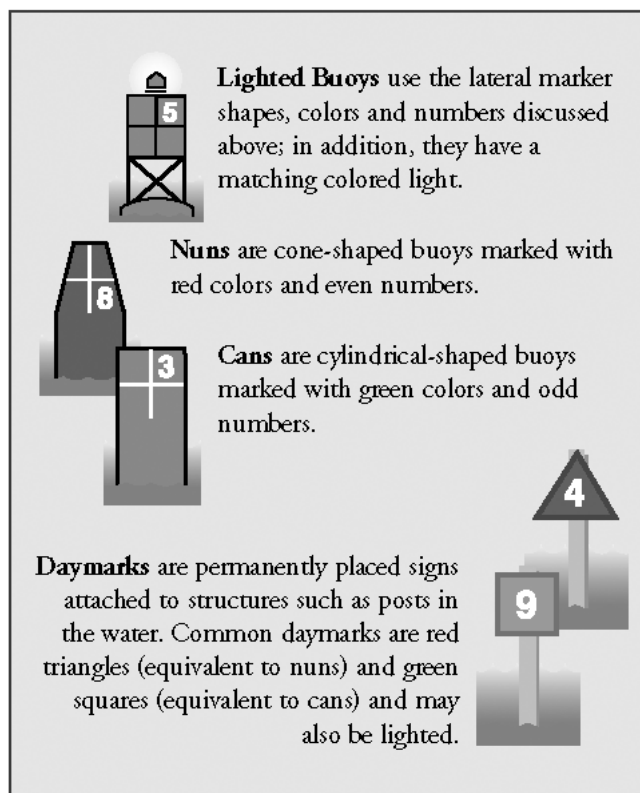 5
Lighted Buoys use the lateral marker
shapes, colors and numbers discussed
above; in addition, they have a
matching colored light.
8
Nuns are cone-shaped buoys marked with
red colors and even numbers.
3
Cans are cylindrical-shaped buoys
marked with green colors and odd
numbers.
4
9
Daymarks are permanently placed signs
attached to structures such as posts in
the water. Common daymarks are red
triangles (equivalent to nuns) and green
squares (equivalent to cans) and may
also be lighted.